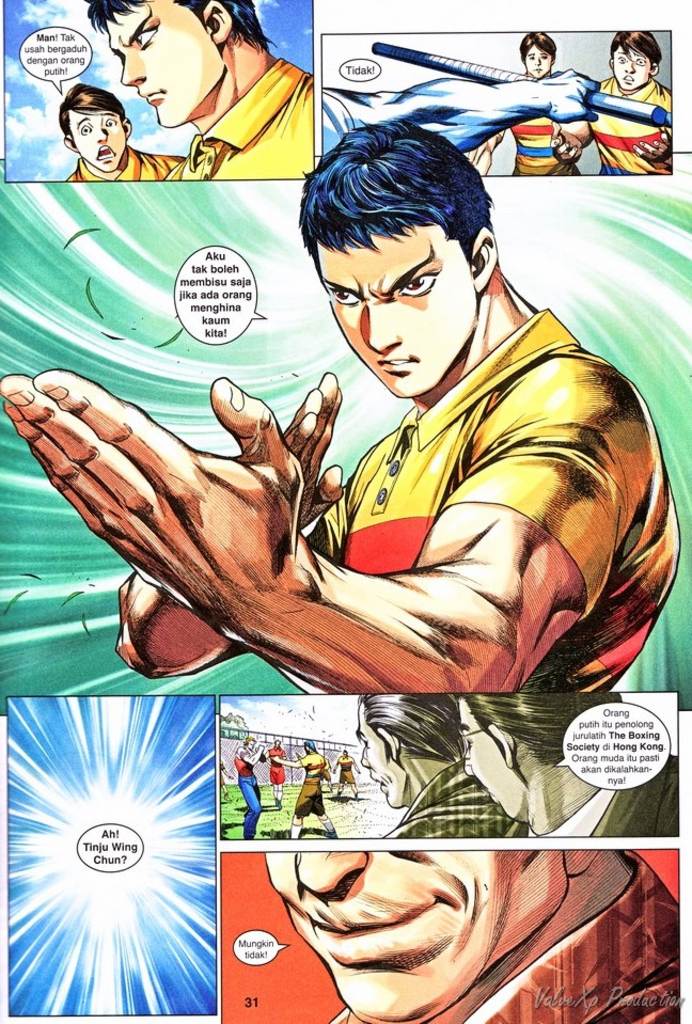 Man! Tak
usah bergaduh
dengan orang
putih!
Tidak!
Aku
tak boleh
membisu saja
jika ada orang
menghina
kaum
kita!
Ah!
Tinju Wing
Chun?
Orang
putih itu penolong
jurulatih The Boxing
Society di Hong Kong.
Orang muda itu pasti
akan dikalahkan-
nya!
Mungkin
tidak!
31
ValveXp Production